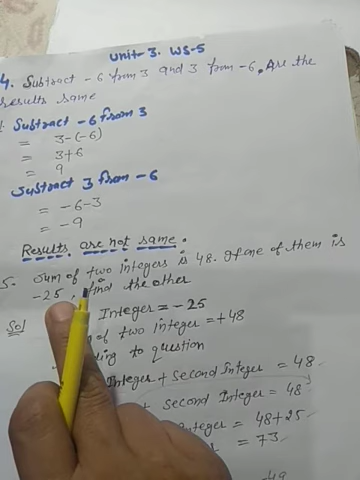 Unit-3. WS-5
4. Subtract -6 from 3 and 3 from -6, Are the
results same
Subtract -6 from 3
= 3-(-6)
= 3+6
= 9
Subtract 3 from -6
= -6-3
= -9
Results are not same.
5. Sum of two integers is 48. If one of them is
-25, find the other
Sol Integer = -25
of two integer = +48
to question
Integer + second Integer = 48
+ second Integer = 48
= 48+25
= 73